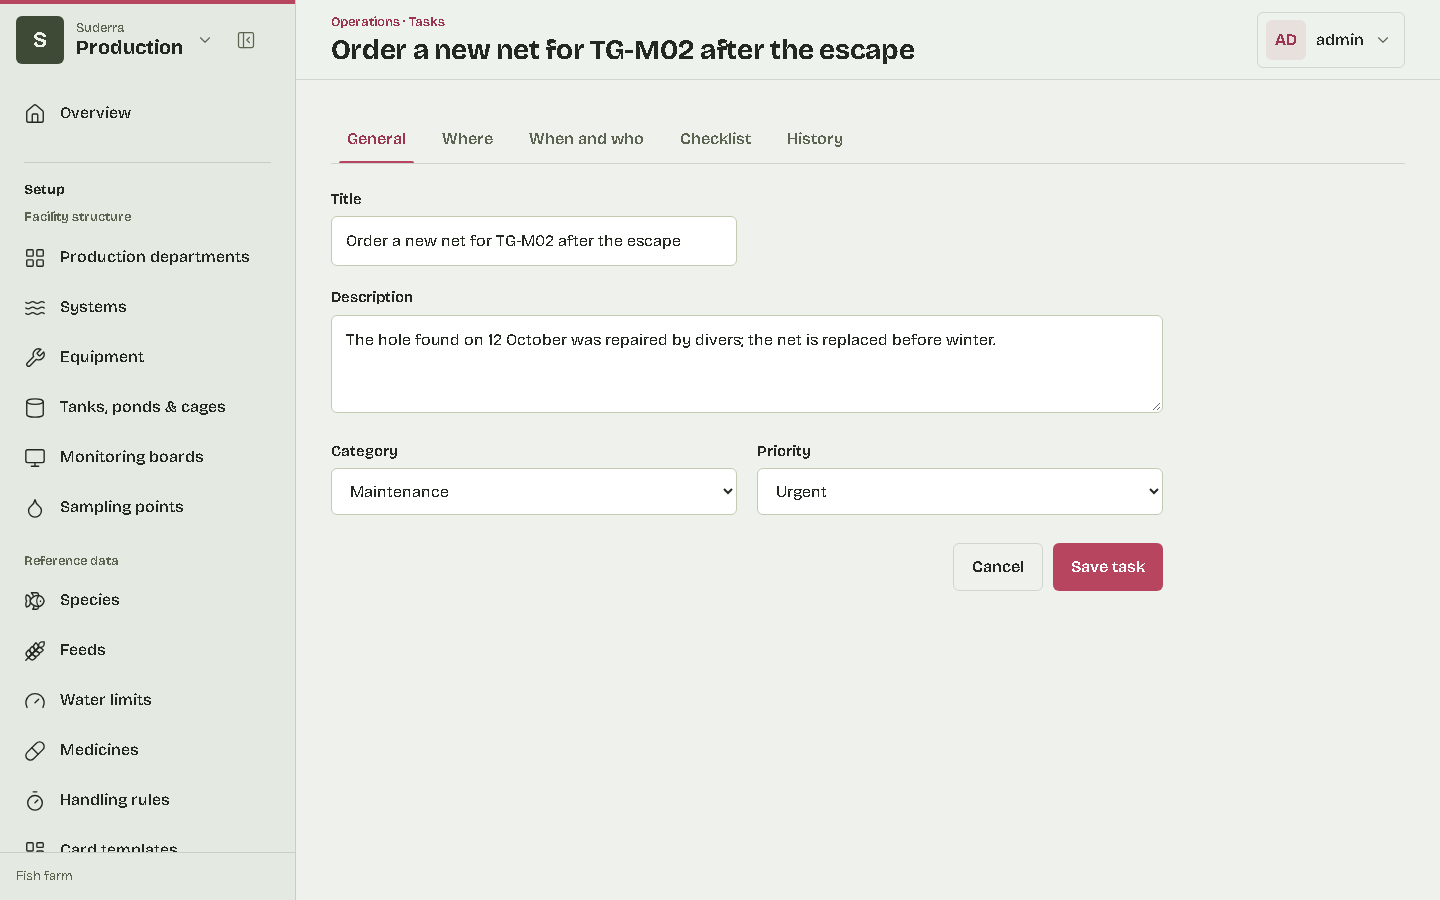 S
Suderra
Production
Overview
Setup
Facility structure
Production departments
Systems
Equipment
Tanks, ponds & cages
Monitoring boards
Sampling points
Reference data
Species
Feeds
Water limits
Medicines
Handling rules
Card templates
Fish farm
Operations · Tasks
Order a new net for TG-M02 after the escape
AD admin
General Where When and who Checklist History
Title
Order a new net for TG-M02 after the escape
Description
The hole found on 12 October was repaired by divers; the net is replaced before winter.
Category Priority
Maintenance Urgent
Cancel Save task